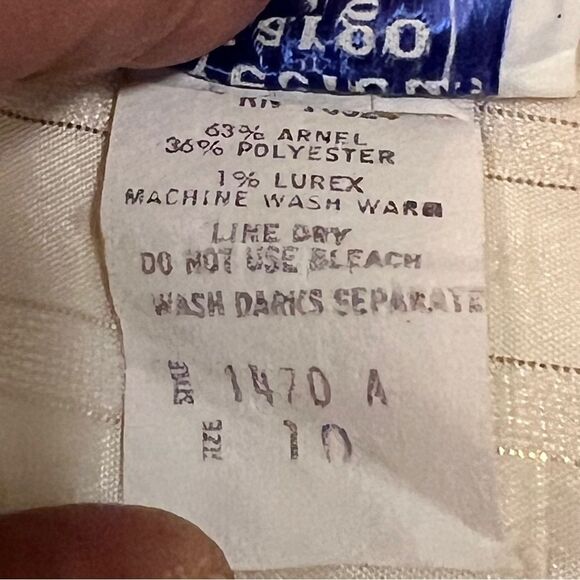 63% ARNEL
36% POLYESTER
1% LUREX
MACHINE WASH WARM
LINE DRY
DO NOT USE BLEACH
WASH DARKS SEPARATE
STYLE 1470 A
SIZE 10